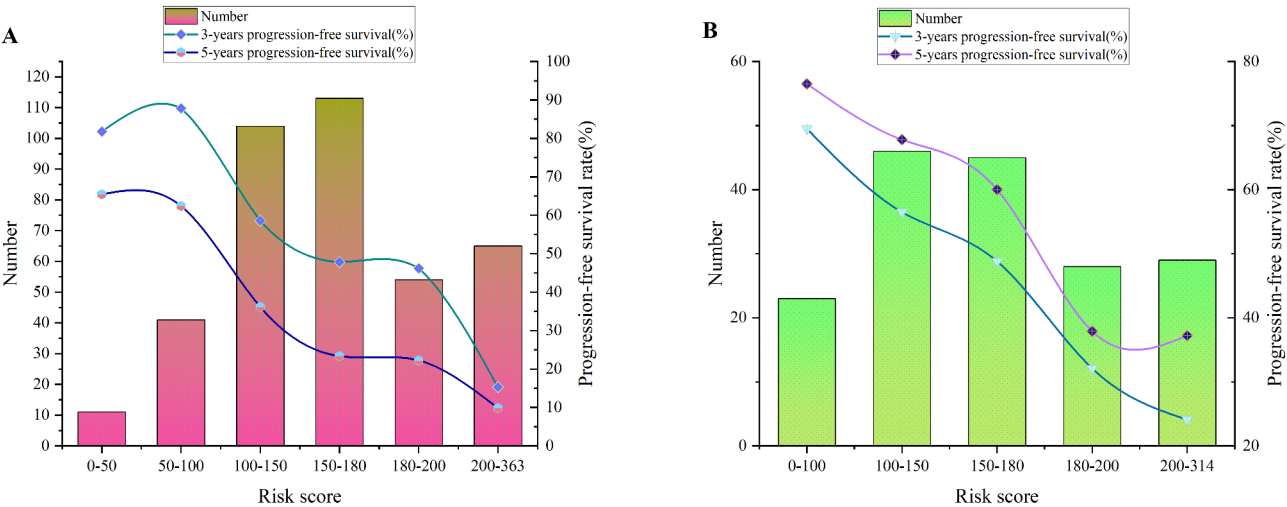 A
Number
3-years progression-free survival(%)
5-years progression-free survival(%)
Number
120
110
100
90
80
70
60
50
40
30
20
10
0
100
90
80
70
60
50
40
30
20
10
0
Progression-free survival rate(%)
0-50 50-100 100-150 150-180 180-200 200-363
Risk score
B
Number
3-years progression-free survival(%)
5-years progression-free survival(%)
Number
60
40
20
0
80
60
40
20
Progression-free survival rate(%)
0-100 100-150 150-180 180-200 200-314
Risk score